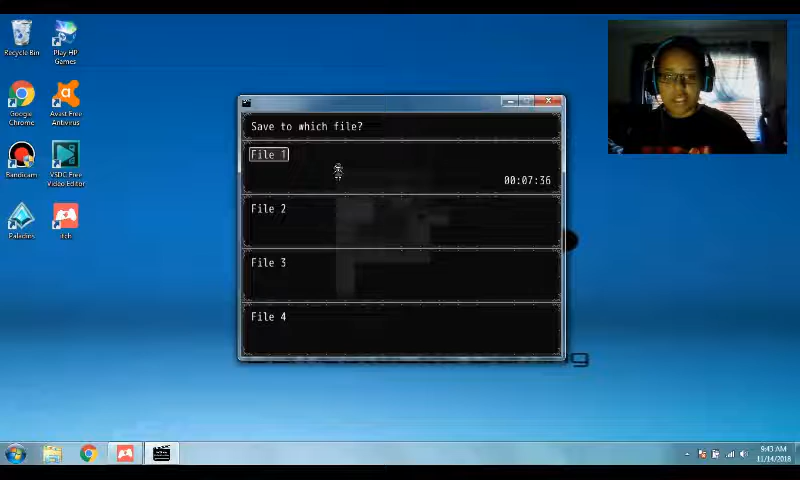 Recycle Bin
Play HP
Games
Google
Chrome
Avast Free
Antivirus
Bandicam
VSDC Free
Video Editor
Paladins
itch
Save to which file?
File 1
00:07:36
File 2
File 3
File 4
g
9:43 AM
11/14/2018